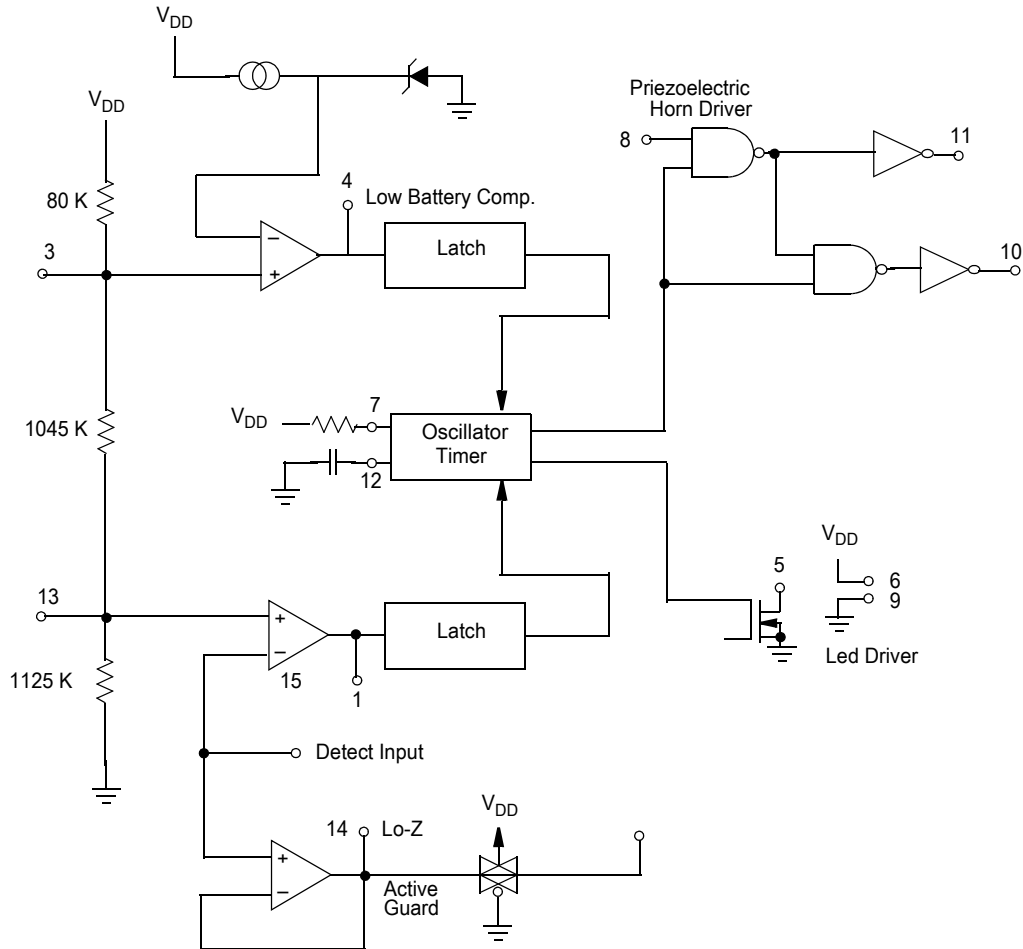 VDD
VDD
Priezoelectric
Horn Driver
8
11
80 K
4
Low Battery Comp.
3
−
+
Latch
10
1045 K
VDD
7
12
Oscillator
Timer
VDD
5
6
9
Led Driver
13
+
−
15
Latch
1
1125 K
Detect Input
VDD
14
Lo-Z
+
−
Active
Guard